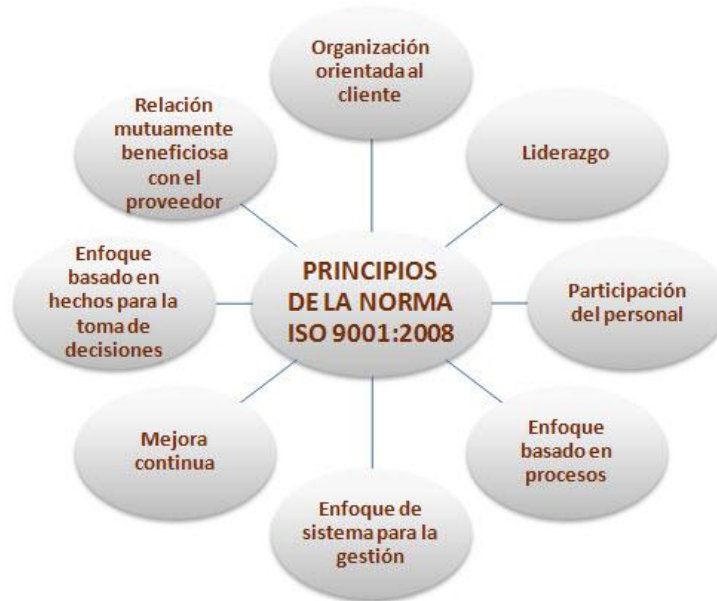 Organización
orientada al
cliente
Liderazgo
Participación
del personal
Enfoque
basado en
procesos
Enfoque de
sistema para la
gestión
Mejora
continua
Enfoque
basado en
hechos para la
toma de
decisiones
Relación
mutuamente
beneficiosa
con el
proveedor
PRINCIPIOS
DE LA NORMA
ISO 9001:2008